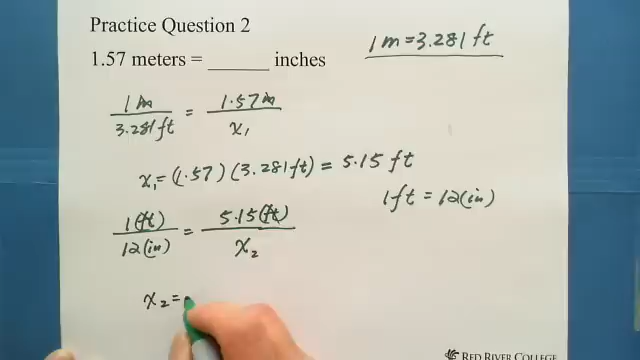 Practice Question 2
1 m = 3.281 ft
1.57 meters = ______ inches
1 m / 3.281 ft = 1.57 m / x₁
x₁ = (1.57)(3.281 ft) = 5.15 ft
1 ft = 12 (in)
1 (ft) / 12 (in) = 5.15 (ft) / x₂
x₂ =
RED RIVER COLLEGE